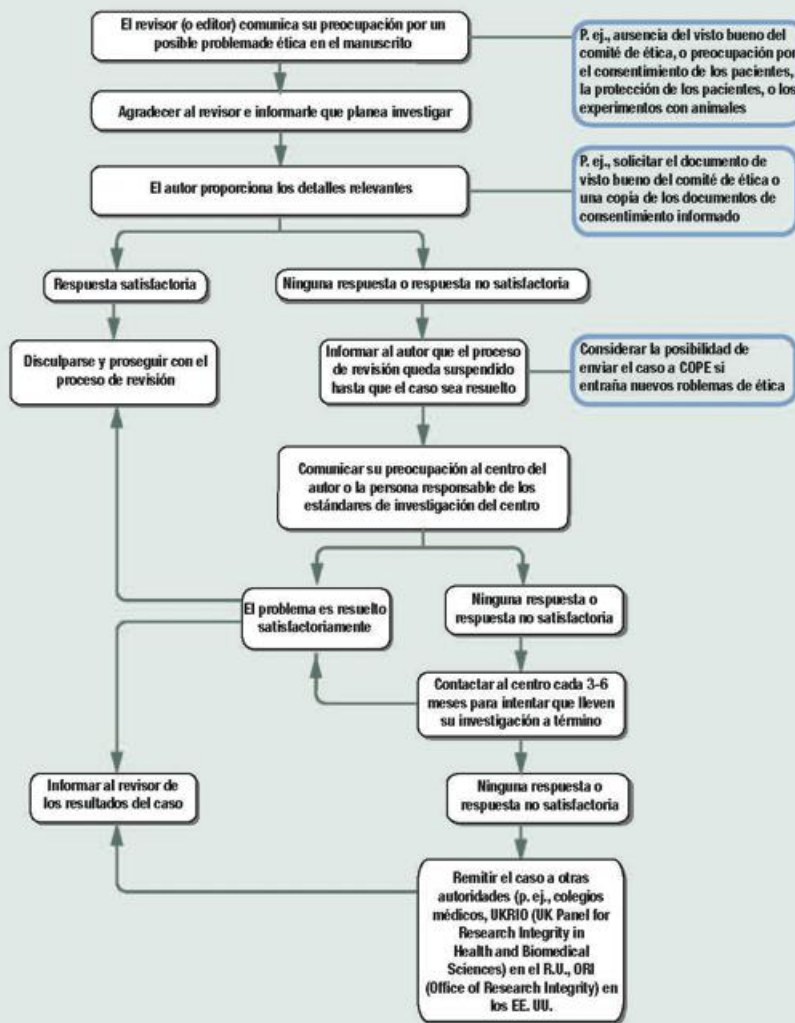 El revisor (o editor) comunica su preocupación por un
posible problemade ética en el manuscrito
P. ej., ausencia del visto bueno del
comité de ética, o preocupación por
el consentimiento de los pacientes,
la protección de los pacientes, o los
experimentos con animales
Agradecer al revisor e informarle que planea investigar
El autor proporciona los detalles relevantes
P. ej., solicitar el documento de
visto bueno del comité de ética o
una copia de los documentos de
consentimiento informado
Respuesta satisfactoria
Ninguna respuesta o respuesta no satisfactoria
Disculparse y proseguir con el
proceso de revisión
Informar al autor que el proceso
de revisión queda suspendido
hasta que el caso sea resuelto
Considerar la posibilidad de
enviar el caso a COPE si
entraña nuevos roblemas de ética
Comunicar su preocupación al centro del
autor o la persona responsable de los
estándares de investigación del centro
El problema es resuelto
satisfactoriamente
Ninguna respuesta o
respuesta no satisfactoria
Contactar al centro cada 3-6
meses para intentar que lleven
su investigación a término
Informar al revisor de
los resultados del caso
Ninguna respuesta o
respuesta no satisfactoria
Remitir el caso a otras
autoridades (p. ej., colegios
médicos, UKRIO (UK Panel for
Research Integrity in
Health and Biomedical
Sciences) en el R.U., ORI
(Office of Research Integrity) en
los EE. UU.